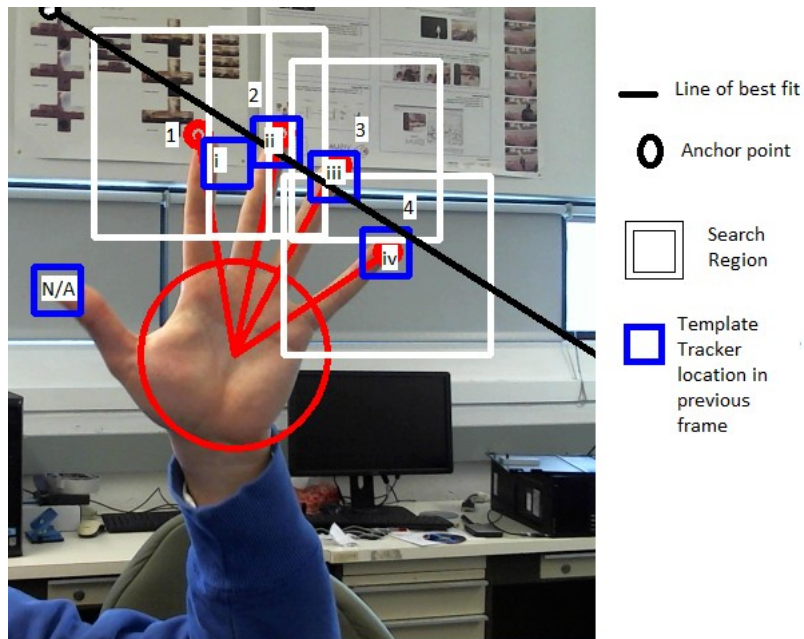 1
2
3
4
i
ii
iii
iv
N/A
Line of best fit
Anchor point
Search
Region
Template
Tracker
location in
previous
frame